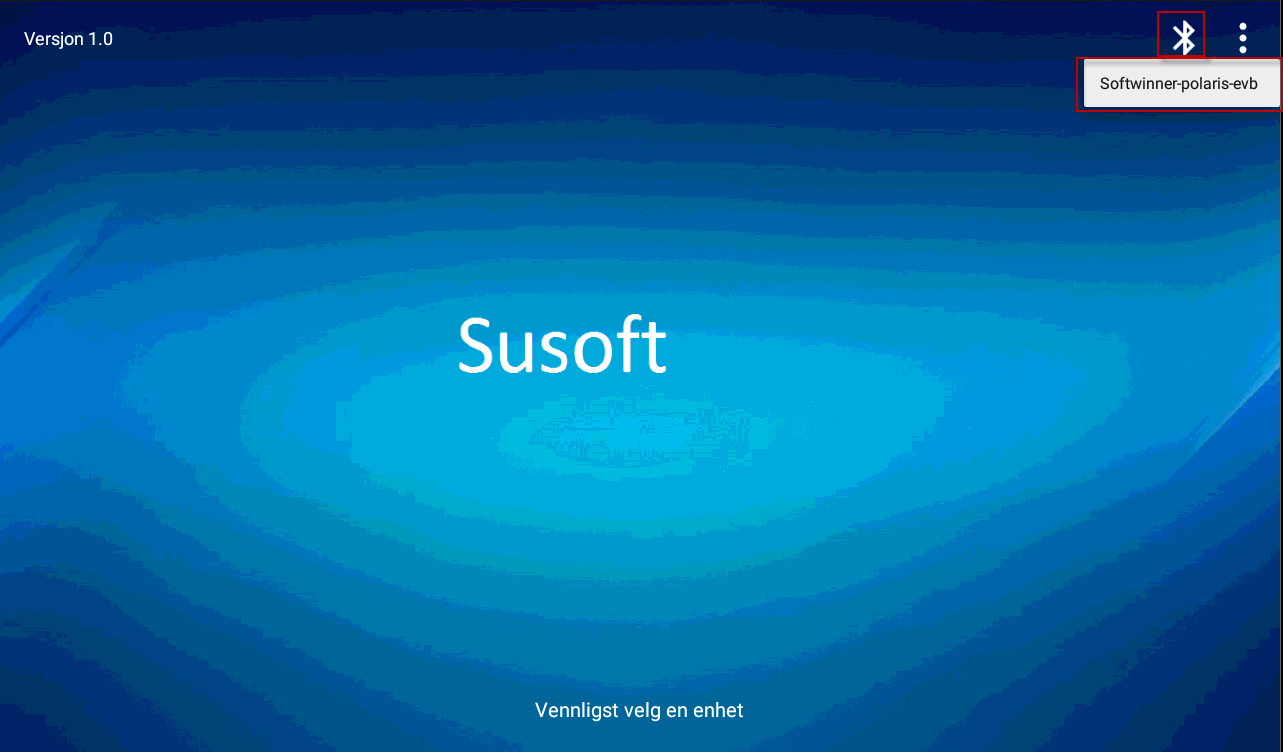 Versjon 1.0
Softwinner-polaris-evb
Susoft
Vennligst velg en enhet